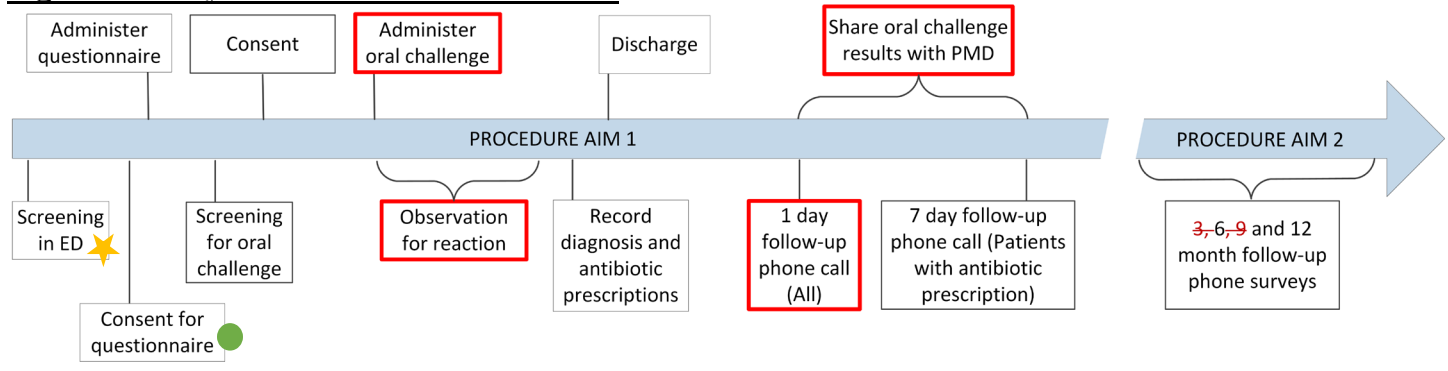 Administer
questionnaire
Consent
Administer
oral challenge
Discharge
Share oral challenge
results with PMD
PROCEDURE AIM 1
PROCEDURE AIM 2
Screening
in ED
Consent for
questionnaire
Screening
for oral
challenge
Observation
for reaction
Record
diagnosis and
antibiotic
prescriptions
1 day
follow-up
phone call
(All)
7 day follow-up
phone call (Patients
with antibiotic
prescription)
3, 6, 9 and 12
month follow-up
phone surveys